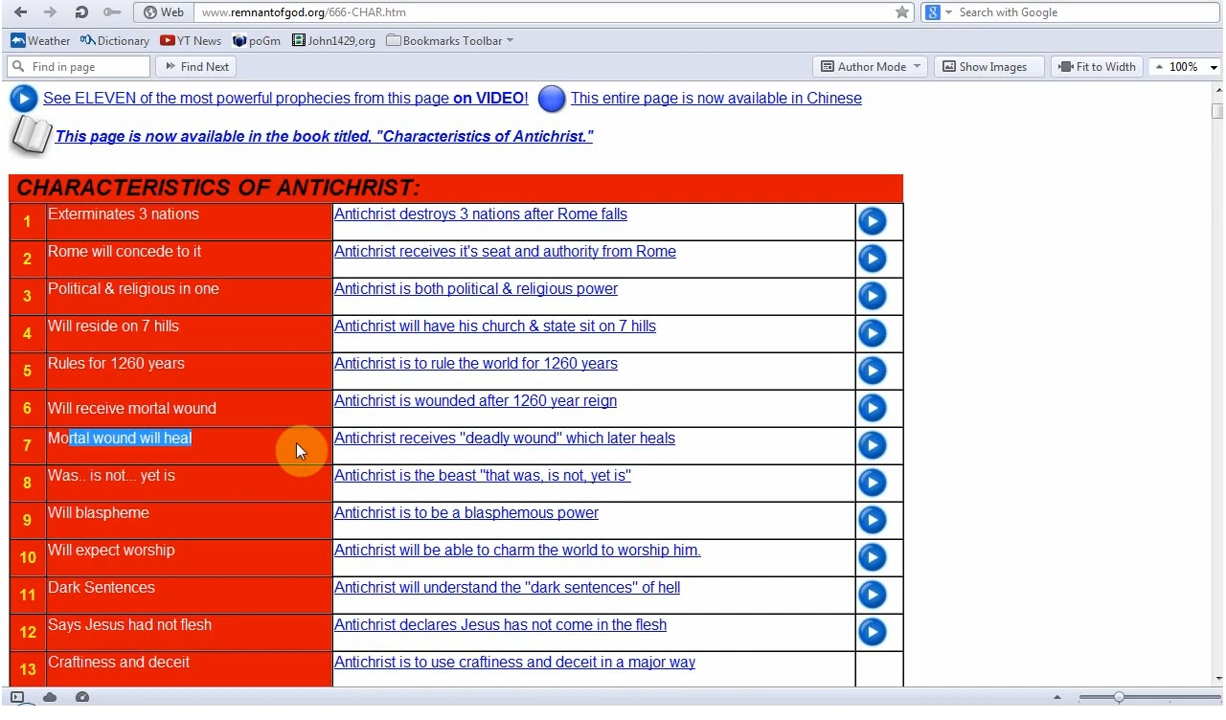 Web
www.remnantofgod.org/666-CHAR.htm
Search with Google
Weather Dictionary YT News poGm John1429,org Bookmarks Toolbar
Find in page Find Next Author Mode Show Images Fit to Width 100%
See ELEVEN of the most powerful prophecies from this page on VIDEO! This entire page is now available in Chinese
This page is now available in the book titled, "Characteristics of Antichrist."
CHARACTERISTICS OF ANTICHRIST:
1 Exterminates 3 nations Antichrist destroys 3 nations after Rome falls
2 Rome will concede to it Antichrist receives it's seat and authority from Rome
3 Political & religious in one Antichrist is both political & religious power
4 Will reside on 7 hills Antichrist will have his church & state sit on 7 hills
5 Rules for 1260 years Antichrist is to rule the world for 1260 years
6 Will receive mortal wound Antichrist is wounded after 1260 year reign
7 Mortal wound will heal Antichrist receives "deadly wound" which later heals
8 Was.. is not... yet is Antichrist is the beast "that was, is not, yet is"
9 Will blaspheme Antichrist is to be a blasphemous power
10 Will expect worship Antichrist will be able to charm the world to worship him.
11 Dark Sentences Antichrist will understand the "dark sentences" of hell
12 Says Jesus had not flesh Antichrist declares Jesus has not come in the flesh
13 Craftiness and deceit Antichrist is to use craftiness and deceit in a major way